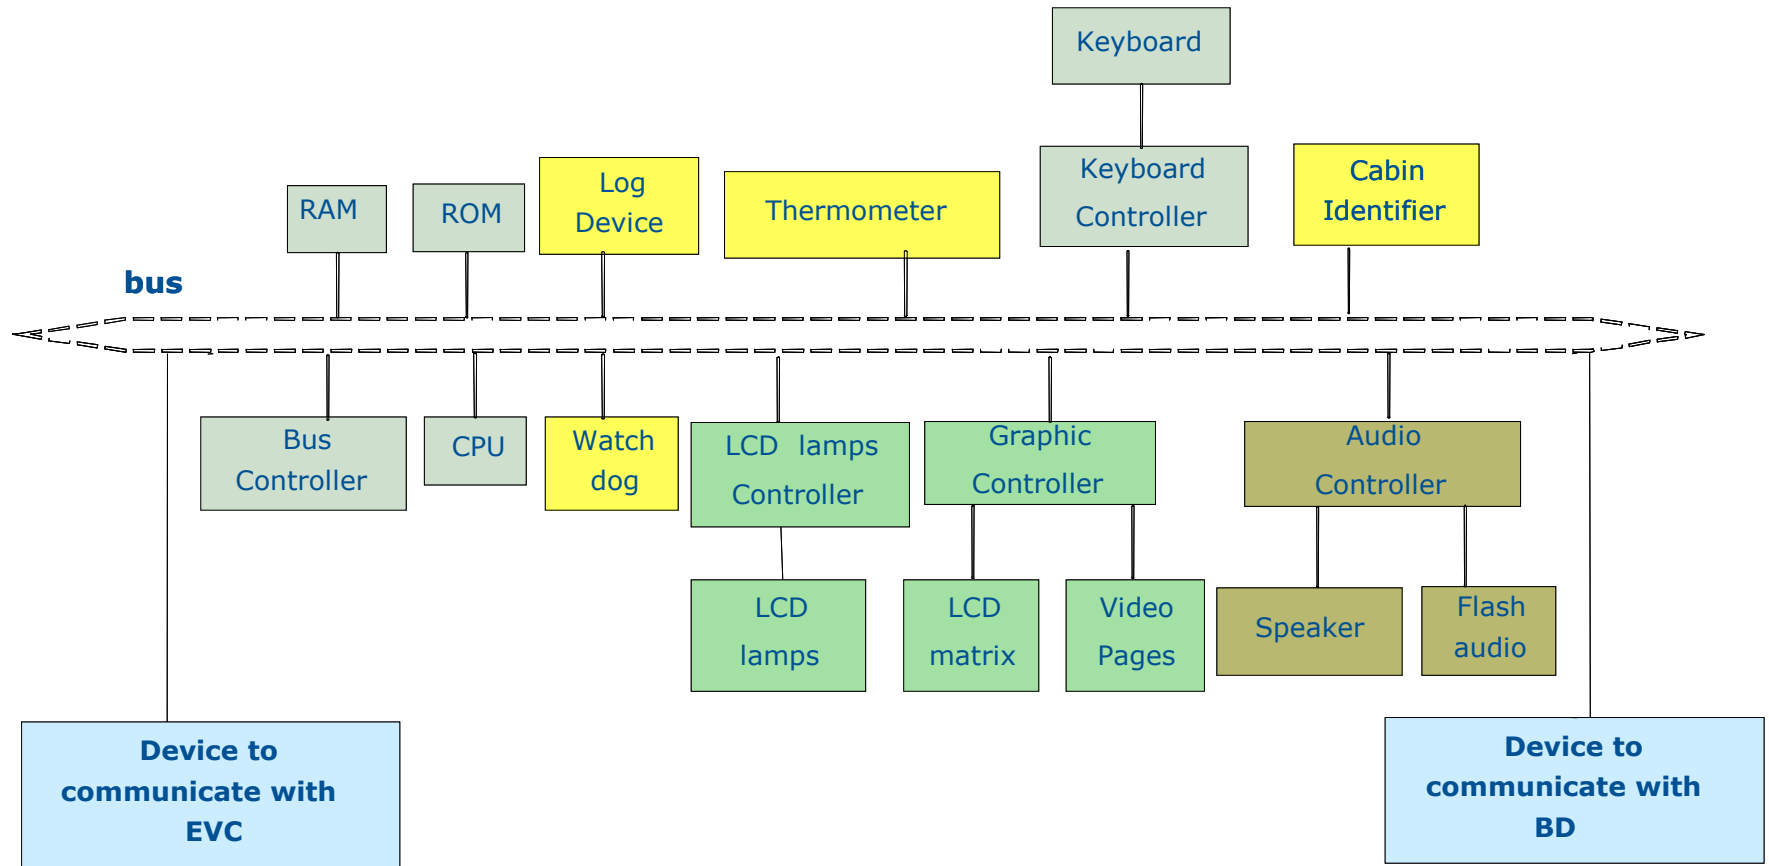 Keyboard
Keyboard
Controller
Cabin
Identifier
Log
Device
Thermometer
RAM
ROM
bus
Bus
Controller
CPU
Watch
dog
LCD lamps
Controller
Graphic
Controller
Audio
Controller
LCD
lamps
LCD
matrix
Video
Pages
Speaker
Flash
audio
Device to
communicate with
EVC
Device to
communicate with
BD